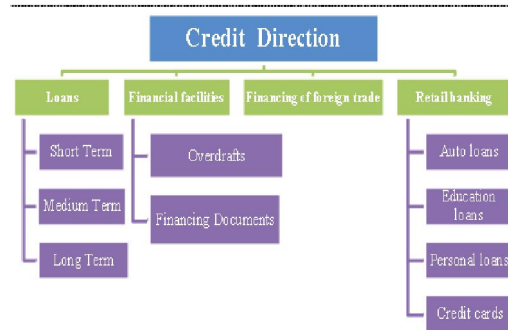 Credit Direction
Loans
Financial facilities
Financing of foreign trade
Retail banking
Short Term
Medium Term
Long Term
Overdrafts
Financing Documents
Auto loans
Education
loans
Personal loans
Credit cards